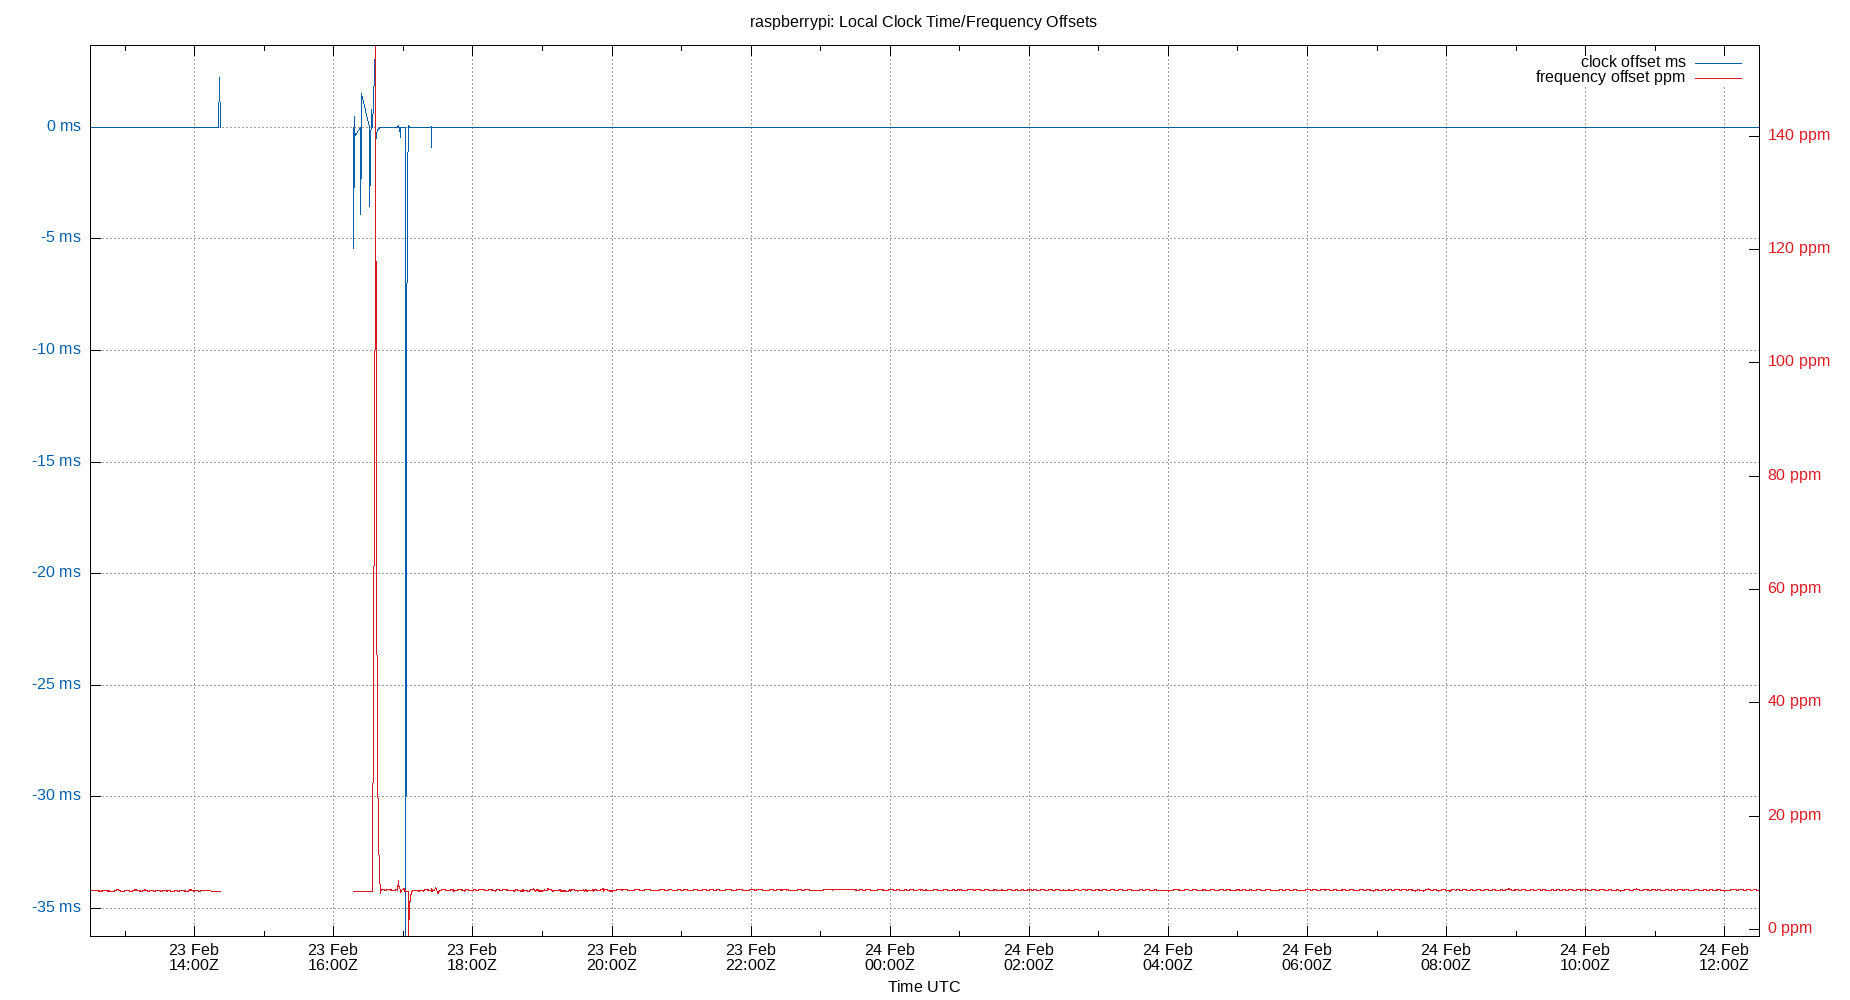 raspberrypi: Local Clock Time/Frequency Offsets
clock offset ms
frequency offset ppm
0 ms
-5 ms
-10 ms
-15 ms
-20 ms
-25 ms
-30 ms
-35 ms
140 ppm
120 ppm
100 ppm
80 ppm
60 ppm
40 ppm
20 ppm
0 ppm
23 Feb 23 Feb 23 Feb 23 Feb 23 Feb 24 Feb 24 Feb 24 Feb 24 Feb 24 Feb 24 Feb 24 Feb
14:00Z 16:00Z 18:00Z 20:00Z 22:00Z 00:00Z 02:00Z 04:00Z 06:00Z 08:00Z 10:00Z 12:00Z
Time UTC